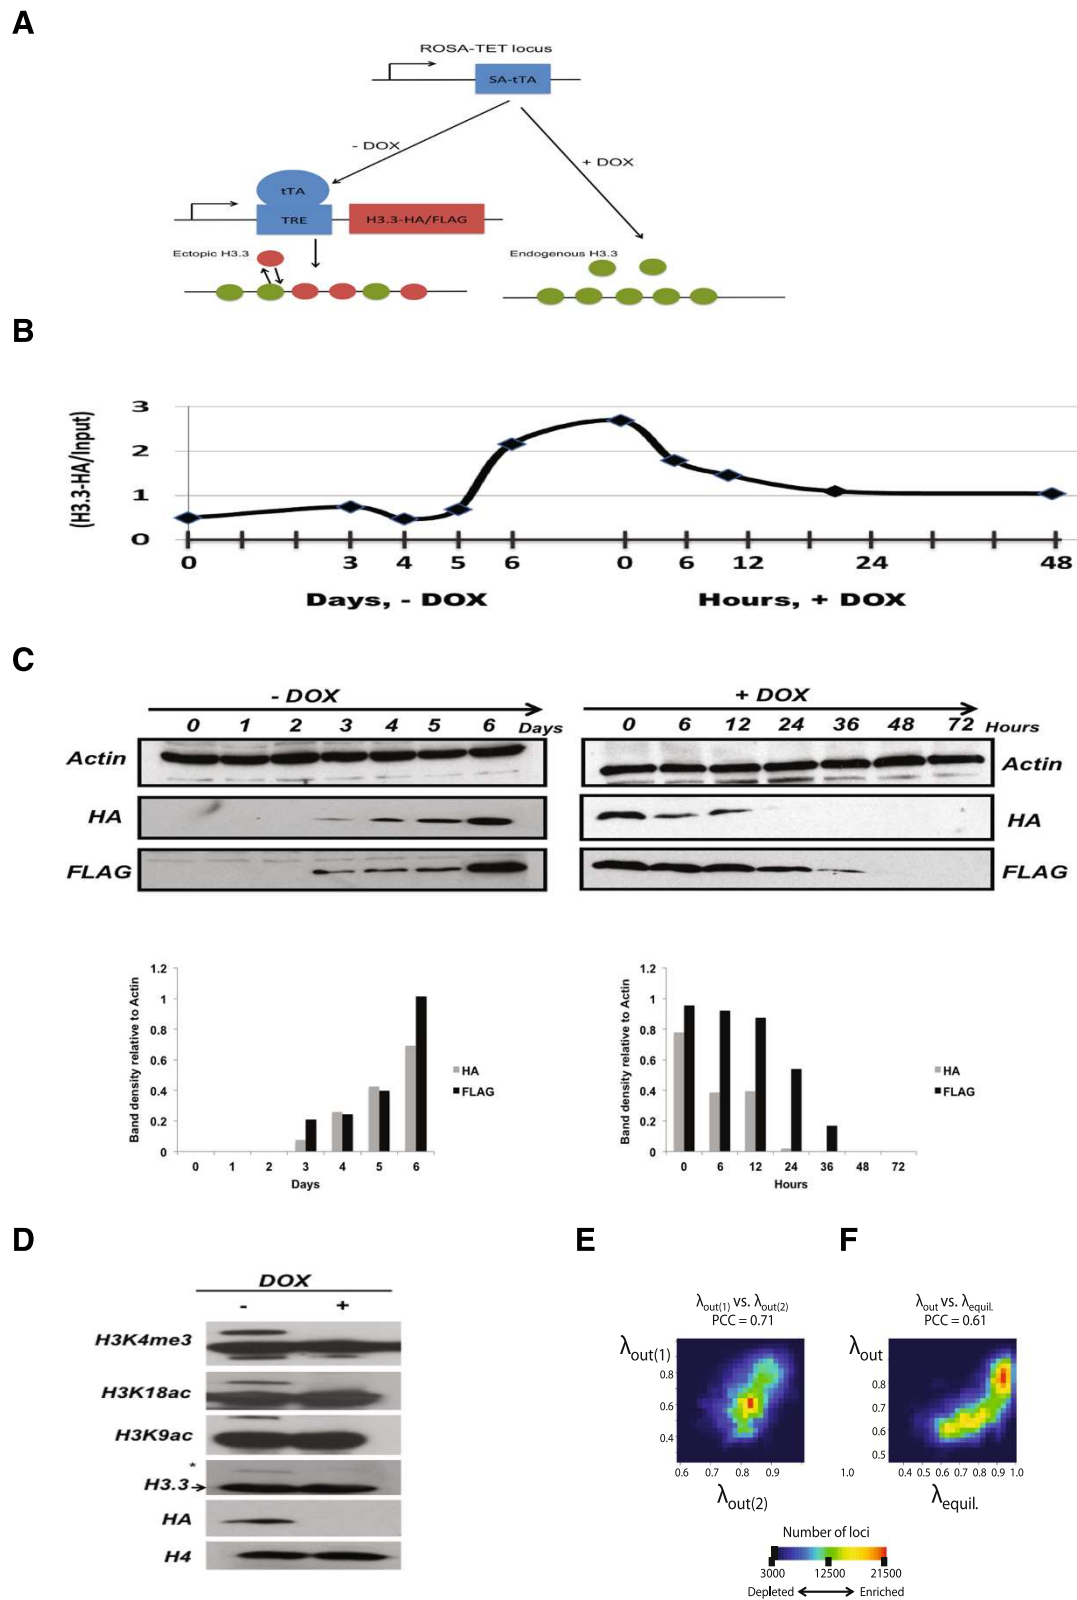 A
ROSA-TET locus
SA-tTA
- DOX
+ DOX
tTA
TRE
H3.3-HA/FLAG
Ectopic H3.3
Endogenous H3.3
B
(H3.3-HA/Input)
3
2
1
0
0 3 4 5 6 0 6 12 24 48
Days, - DOX
Hours, + DOX
C
- DOX
0 1 2 3 4 5 6 Days
Actin
HA
FLAG
+ DOX
0 6 12 24 36 48 72 Hours
Actin
HA
FLAG
Band density relative to Actin
1.2
1
0.8
0.6
0.4
0.2
0
0 1 2 3 4 5 6
Days
HA
FLAG
Band density relative to Actin
1.2
1
0.8
0.6
0.4
0.2
0
0 6 12 24 36 48 72
Hours
HA
FLAG
D
DOX
- +
H3K4me3
H3K18ac
H3K9ac
*
H3.3
HA
H4
E
λout(1) vs. λout(2)
PCC = 0.71
λout(1)
0.8
0.6
0.4
0.6 0.7 0.8 0.9 1.0
λout(2)
F
λout vs. λequil.
PCC = 0.61
λout
0.8
0.7
0.6
0.5
0.4 0.5 0.6 0.7 0.8 0.9 1.0
λequil.
Number of loci
3000 12500 21500
Depleted Enriched